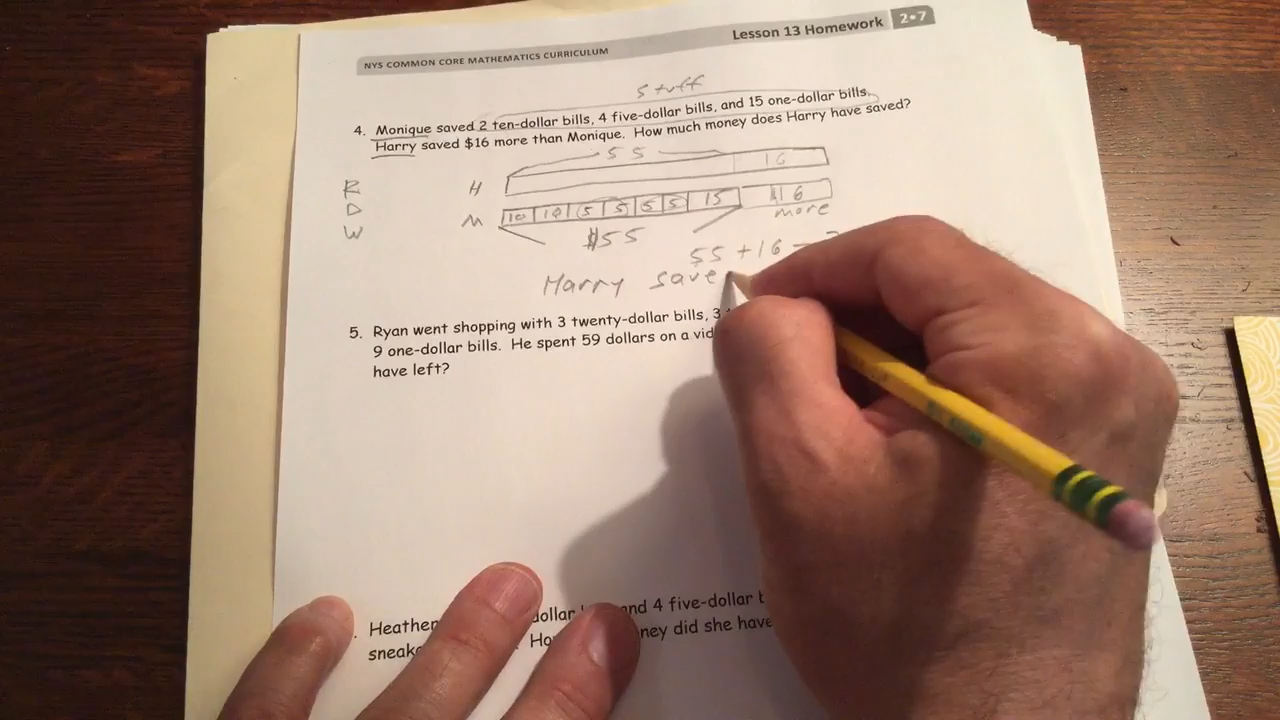 Lesson 13 Homework 2•7
NYS COMMON CORE MATHEMATICS CURRICULUM
stuff
4. Monique saved 2 ten-dollar bills, 4 five-dollar bills, and 15 one-dollar bills.
Harry saved $16 more than Monique. How much money does Harry have saved?
55 16
R
H
D
M 10 10 5 5 5 5 15 $16
more
W
$55
55 + 16 =
Harry save
5. Ryan went shopping with 3 twenty-dollar bills, 3
9 one-dollar bills. He spent 59 dollars on a vid
have left?
Heather dollar and 4 five-dollar
sneak did she have